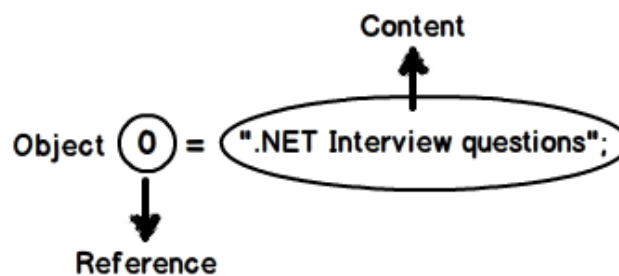 Content
Object O = ".NET Interview questions";
Reference